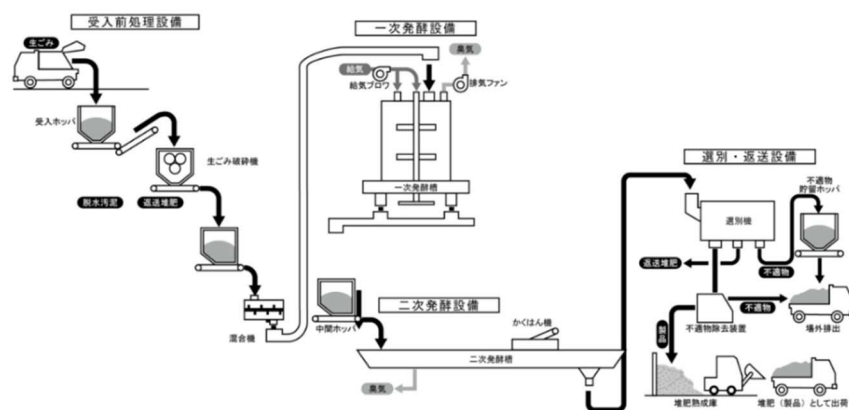 受入前処理設備
生ごみ
受入ホッパ
生ごみ破砕機
脱水汚泥
返送堆肥
混合機
一次発酵設備
臭気
給気
給気ブロワ
排気ファン
一次発酵槽
中間ホッパ
二次発酵設備
かくはん機
二次発酵槽
臭気
選別・返送設備
不適物
貯留ホッパ
選別機
返送堆肥
不適物
不適物
不適物除去装置
場外排出
製品
堆肥熟成庫
堆肥（製品）として出荷